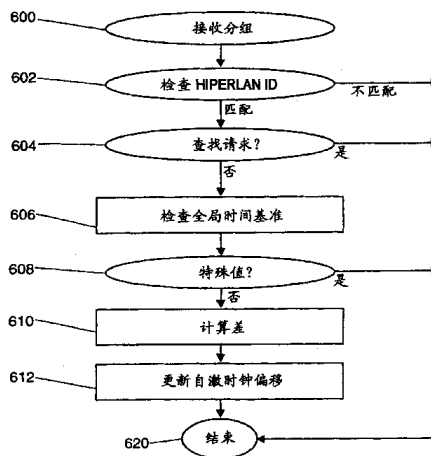 600
接收分组
602
检查 HIPERLAN ID
不匹配
匹配
604
查找请求?
是
否
606
检查全局时间基准
608
特殊值?
是
否
610
计算差
612
更新自激时钟偏移
620
结束